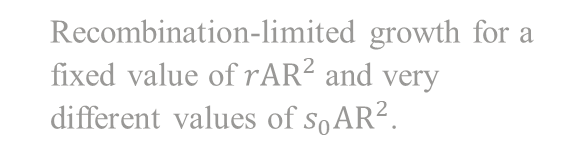 Recombination-limited growth for a
fixed value of 𝑟AR² and very
different values of 𝑠₀AR².